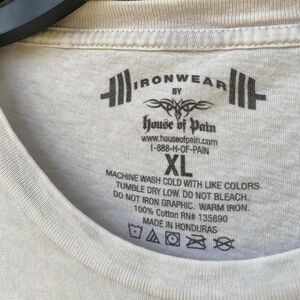 IRONWEAR
BY
House of Pain
www.houseofpain.com
1-888-H-OF-PAIN
XL
MACHINE WASH COLD WITH LIKE COLORS.
TUMBLE DRY LOW. DO NOT BLEACH.
DO NOT IRON GRAPHIC. WARM IRON.
100% Cotton RN# 135890
MADE IN HONDURAS